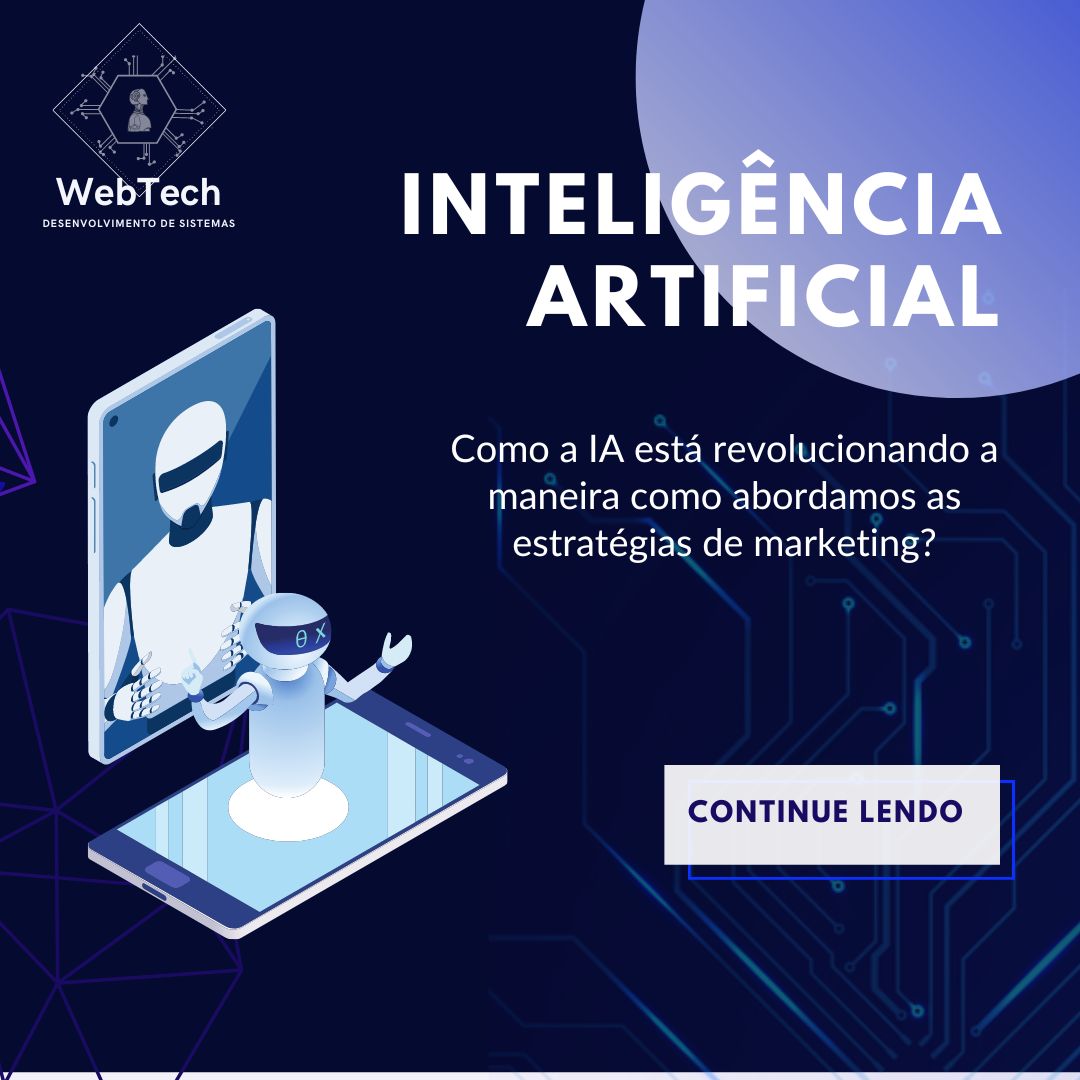 WebTech
DESENVOLVIMENTO DE SISTEMAS
INTELIGÊNCIA
ARTIFICIAL
Como a IA está revolucionando a
maneira como abordamos as
estratégias de marketing?
θ x
CONTINUE LENDO